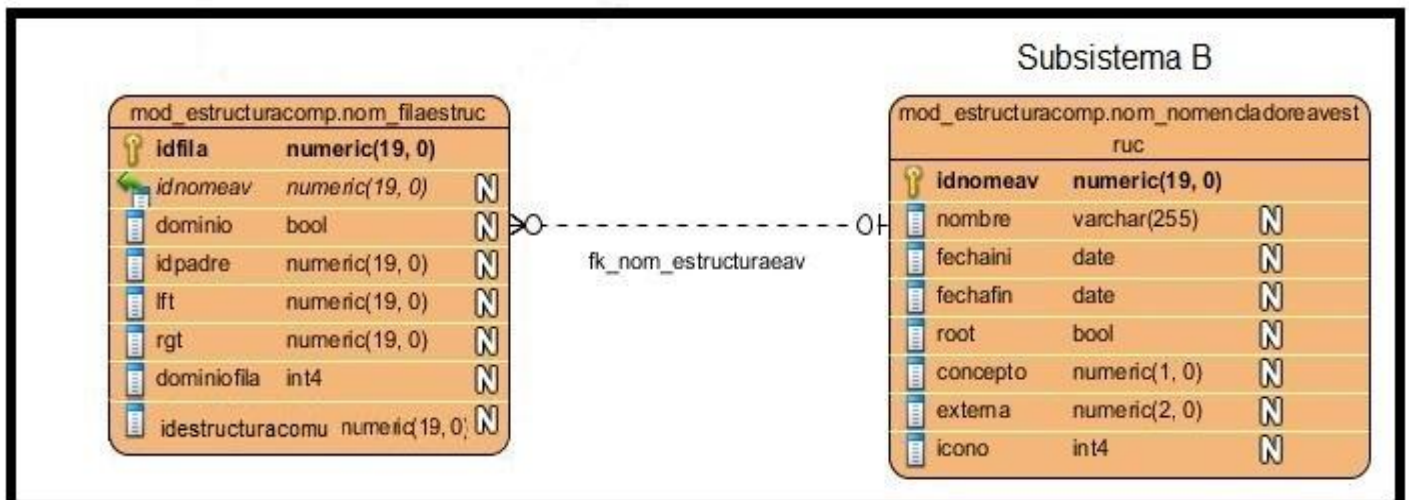 Subsistema B
mod_estructuracomp.nom_filaestruc
idfila numeric(19, 0)
idnomeav numeric(19, 0) N
dominio bool N
idpadre numeric(19, 0) N
lft numeric(19, 0) N
rgt numeric(19, 0) N
dominiofila int4 N
idestructuracomu numeric(19, 0) N
fk_nom_estructuraeav
mod_estructuracomp.nom_nomencladoreavest
ruc
idnomeav numeric(19, 0)
nombre varchar(255) N
fechaini date N
fechafin date N
root bool N
concepto numeric(1, 0) N
externa numeric(2, 0) N
icono int4 N